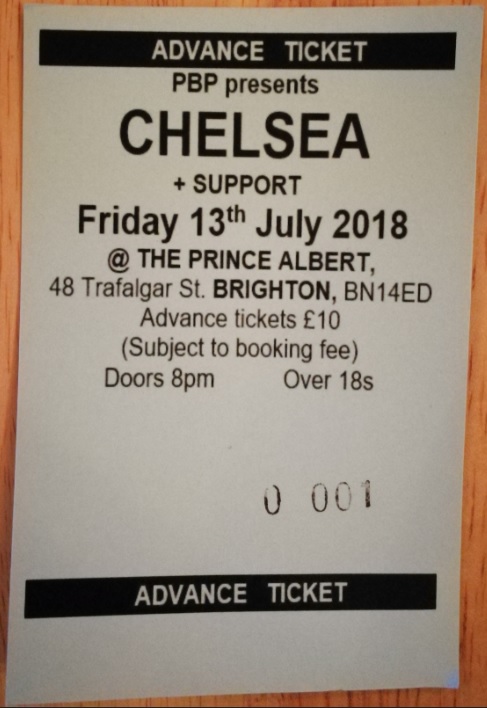 ADVANCE TICKET
PBP presents
CHELSEA
+ SUPPORT
Friday 13th July 2018
@ THE PRINCE ALBERT,
48 Trafalgar St. BRIGHTON, BN14ED
Advance tickets £10
(Subject to booking fee)
Doors 8pm Over 18s
0 001
ADVANCE TICKET